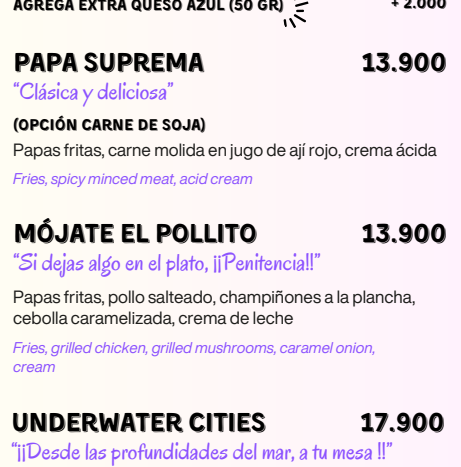 AGREGA EXTRA QUESO AZUL (50 GR) + 2.000
PAPA SUPREMA 13.900
“Clásica y deliciosa”
(OPCIÓN CARNE DE SOJA)
Papas fritas, carne molida en jugo de ají rojo, crema ácida
Fries, spicy minced meat, acid cream
MÓJATE EL POLLITO 13.900
“Si dejas algo en el plato, ¡¡Penitencia!!”
Papas fritas, pollo salteado, champiñones a la plancha,
cebolla caramelizada, crema de leche
Fries, grilled chicken, grilled mushrooms, caramel onion,
cream
UNDERWATER CITIES 17.900
“¡¡Desde las profundidades del mar, a tu mesa !!”